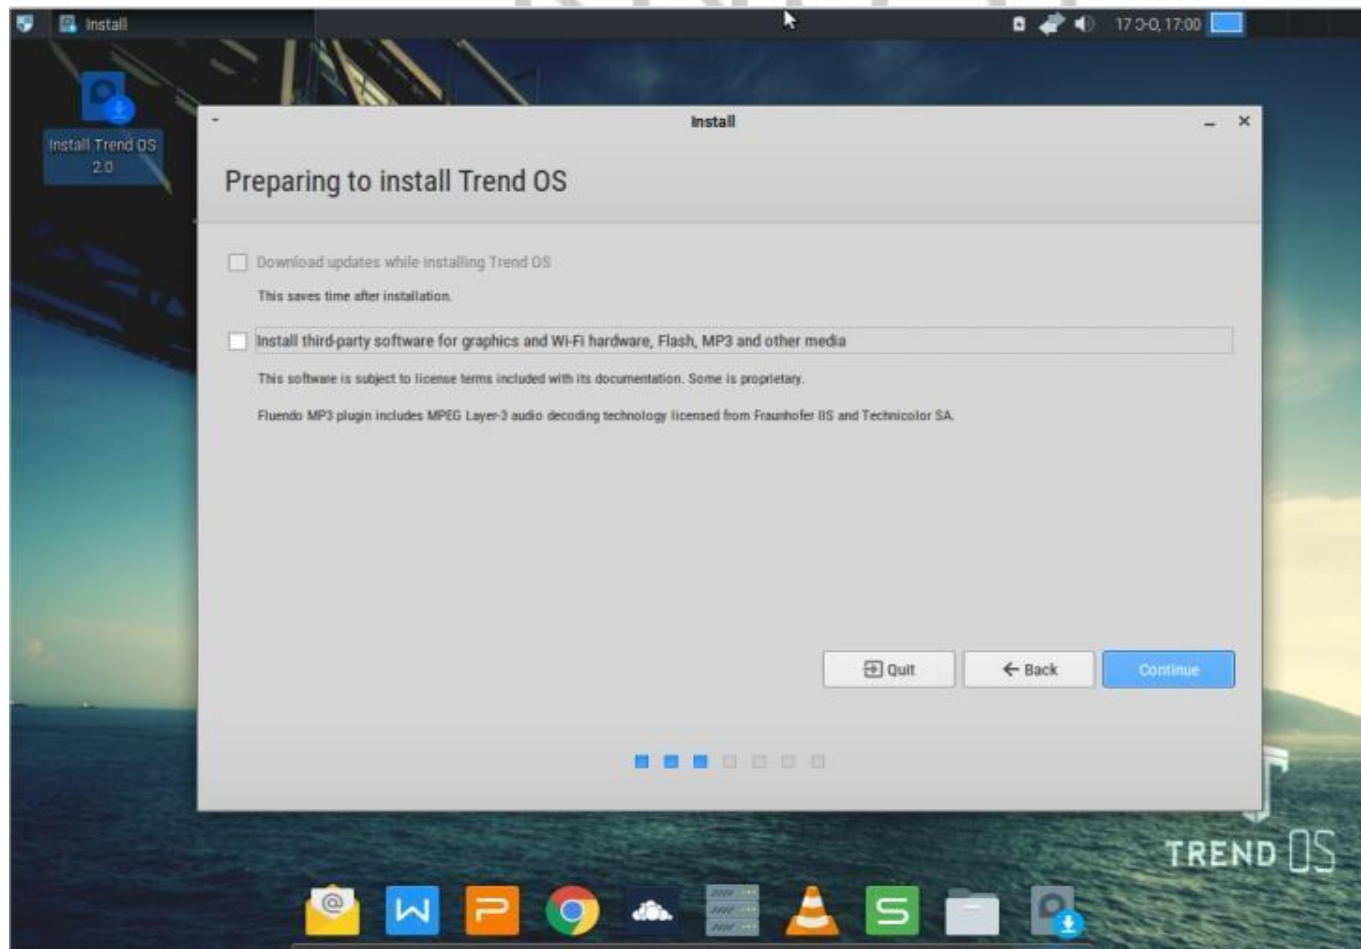 Install
17:00
Install Trend OS
2.0
Install
Preparing to install Trend OS
Download updates while installing Trend OS
This saves time after installation.
Install third-party software for graphics and Wi-Fi hardware, Flash, MP3 and other media
This software is subject to license terms included with its documentation. Some is proprietary.
Fluendo MP3 plugin includes MPEG Layer-3 audio decoding technology licensed from Fraunhofer IIS and Technicolor SA.
Quit
Back
Continue
TREND OS